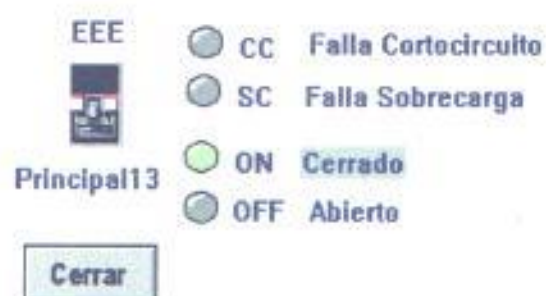 EEE
CC Falla Cortocircuito
SC Falla Sobrecarga
ON Cerrado
Principal13
OFF Abierto
Cerrar